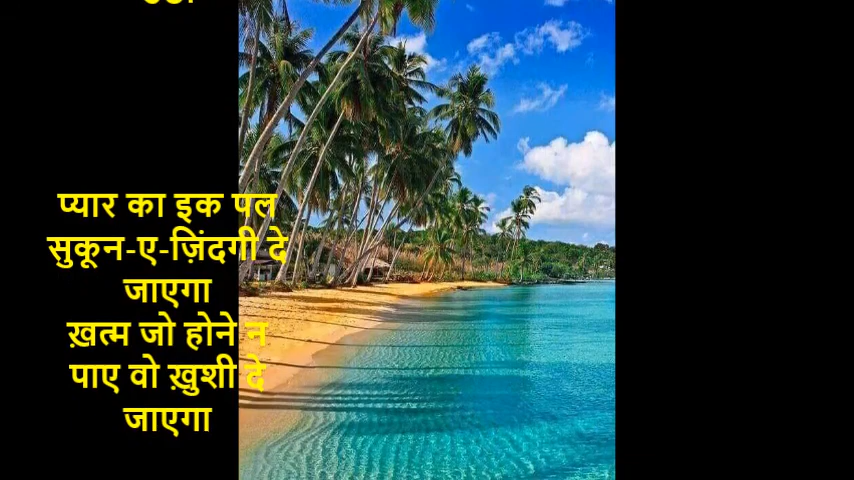 प्यार का इक पल
सुकून-ए-ज़िंदगी दे
जाएगा
ख़त्म जो होने न
पाए वो ख़ुशी दे
जाएगा